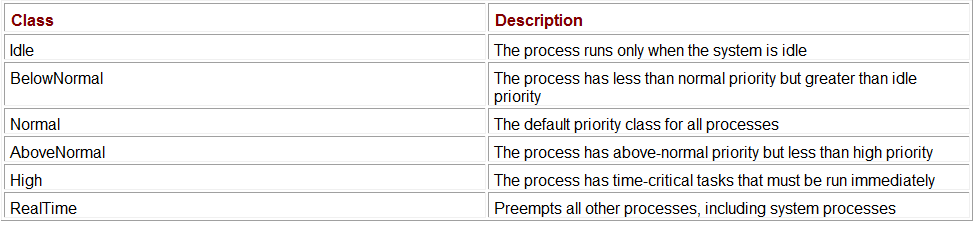 Class Description
Idle The process runs only when the system is idle
BelowNormal The process has less than normal priority but greater than idle
priority
Normal The default priority class for all processes
AboveNormal The process has above-normal priority but less than high priority
High The process has time-critical tasks that must be run immediately
RealTime Preempts all other processes, including system processes